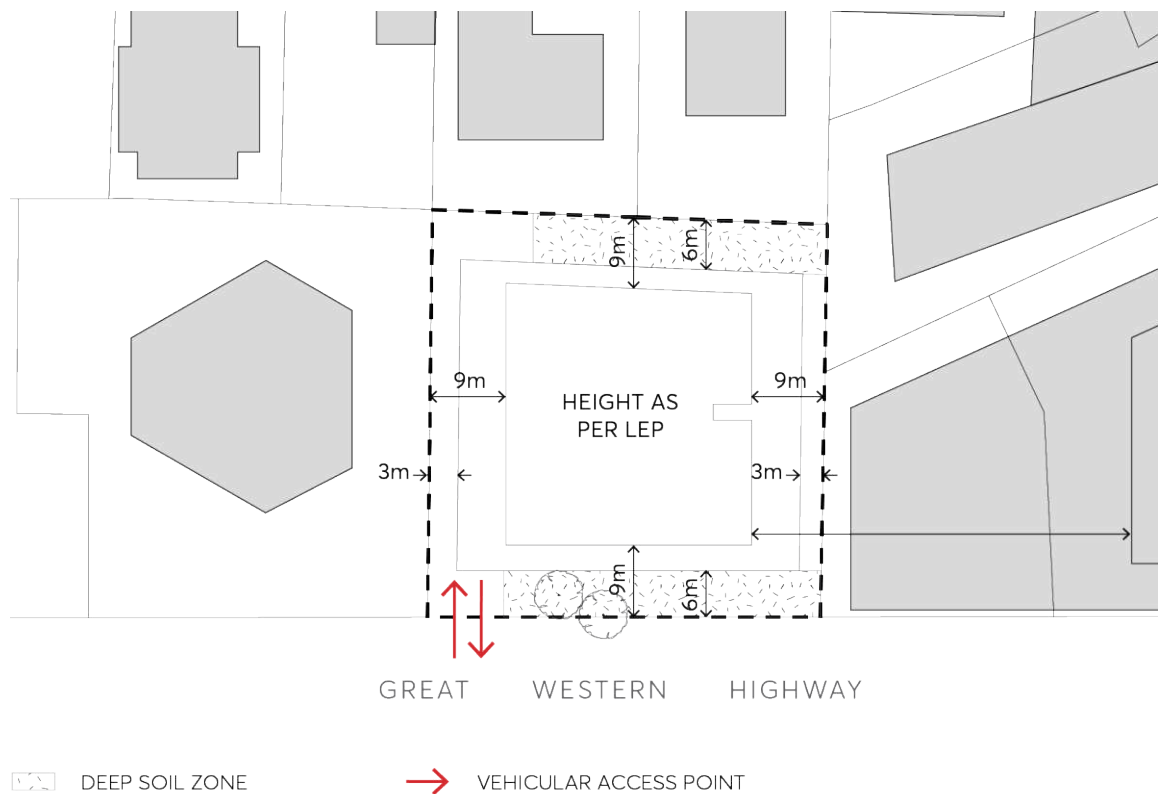 9m
6m
9m
9m
HEIGHT AS
PER LEP
3m
3m
9m
6m
GREAT WESTERN HIGHWAY
DEEP SOIL ZONE
VEHICULAR ACCESS POINT